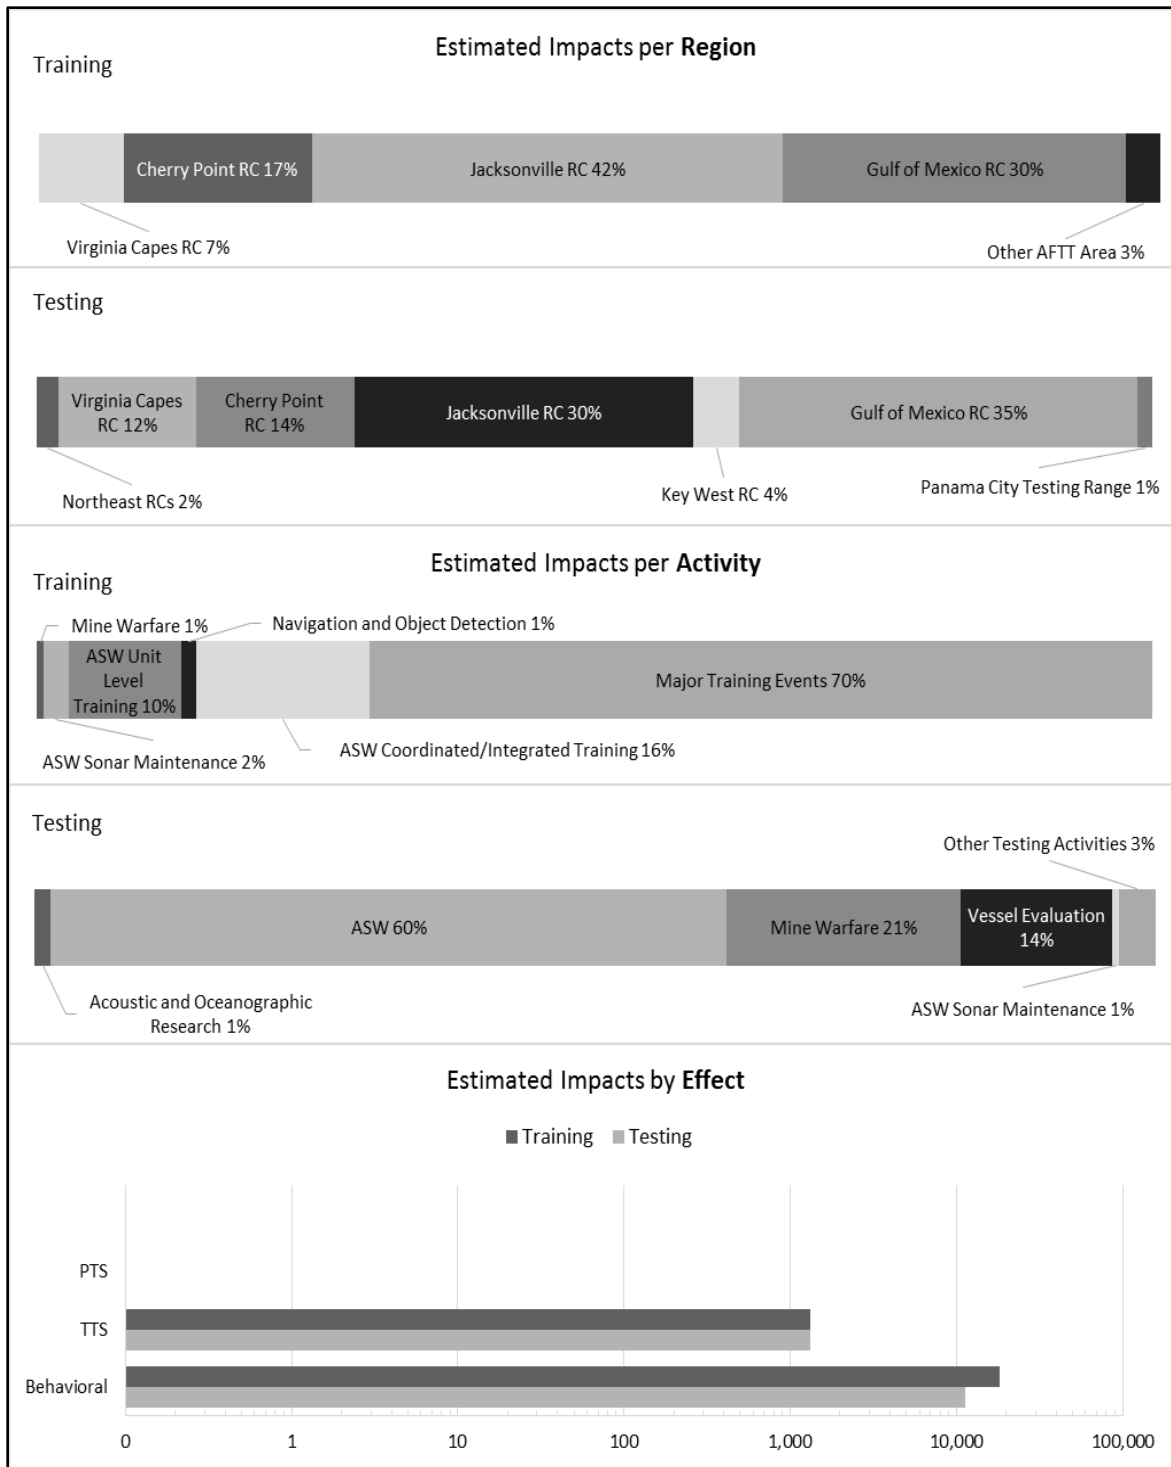 Estimated Impacts per Region
Training
Cherry Point RC 17%
Jacksonville RC 42%
Gulf of Mexico RC 30%
Virginia Capes RC 7%
Other AFTT Area 3%
Testing
Virginia Capes
RC 12%
Cherry Point
RC 14%
Jacksonville RC 30%
Gulf of Mexico RC 35%
Northeast RCs 2%
Key West RC 4%
Panama City Testing Range 1%
Estimated Impacts per Activity
Training
Mine Warfare 1%
Navigation and Object Detection 1%
ASW Unit
Level
Training 10%
Major Training Events 70%
ASW Sonar Maintenance 2%
ASW Coordinated/Integrated Training 16%
Testing
Other Testing Activities 3%
ASW 60%
Mine Warfare 21%
Vessel Evaluation
14%
Acoustic and Oceanographic
Research 1%
ASW Sonar Maintenance 1%
Estimated Impacts by Effect
Training
Testing
PTS
TTS
Behavioral
0
1
10
100
1,000
10,000
100,000